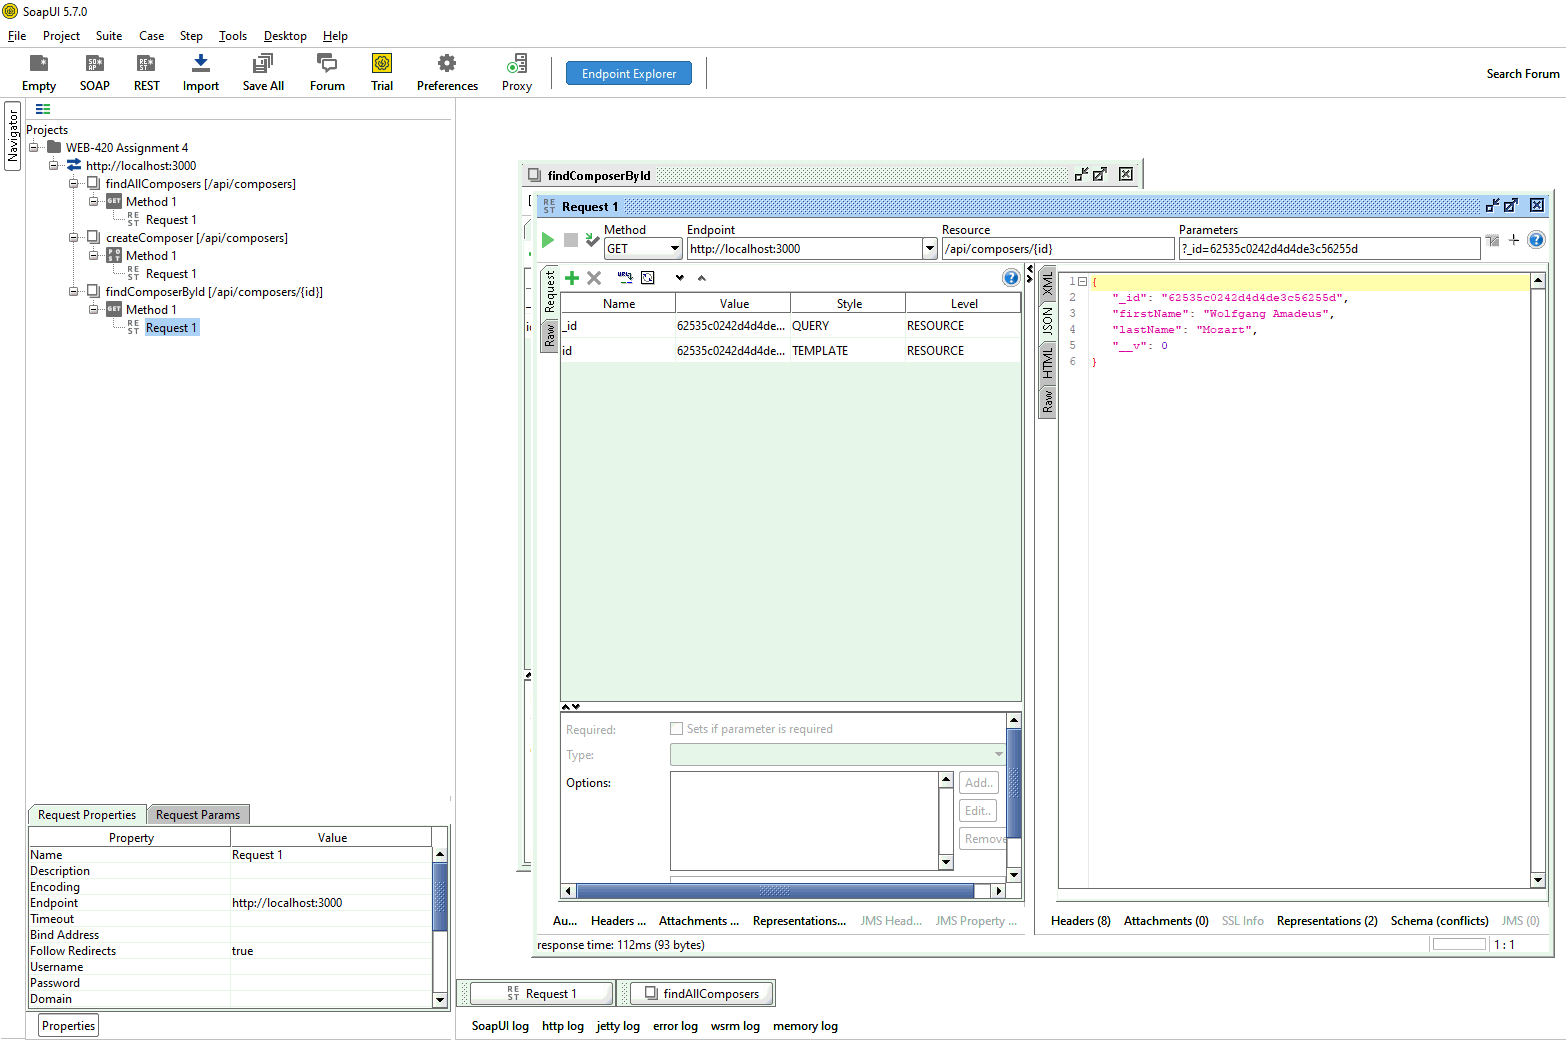 SoapUI 5.7.0
File Project Suite Case Step Tools Desktop Help
Empty SOAP REST Import Save All Forum Trial Preferences Proxy Endpoint Explorer Search Forum
Navigator
Projects
WEB-420 Assignment 4
http://localhost:3000
findAllComposers [/api/composers]
GET Method 1
REST Request 1
createComposer [/api/composers]
POST Method 1
REST Request 1
findComposerById [/api/composers/{id}]
GET Method 1
REST Request 1
findComposerById
REST Request 1
Method Endpoint Resource Parameters
GET http://localhost:3000 /api/composers/{id} ?_id=62535c0242d4d4de3c56255d
Request
Raw
Name Value Style Level
_id 62535c0242d4d4de... QUERY RESOURCE
id 62535c0242d4d4de... TEMPLATE RESOURCE
Required: Sets if parameter is required
Type:
Options: Add..
Edit..
Remove
Au... Headers ... Attachments ... Representations... JMS Head... JMS Property ...
XML
JSON
HTML
Raw
1 {
2 "_id": "62535c0242d4d4de3c56255d",
3 "firstName": "Wolfgang Amadeus",
4 "lastName": "Mozart",
5 "__v": 0
6 }
Headers (8) Attachments (0) SSL Info Representations (2) Schema (conflicts) JMS (0)
response time: 112ms (93 bytes) 1 : 1
Request Properties Request Params
Property Value
Name Request 1
Description
Encoding
Endpoint http://localhost:3000
Timeout
Bind Address
Follow Redirects true
Username
Password
Domain
Properties
REST Request 1 findAllComposers
SoapUI log http log jetty log error log wsrm log memory log